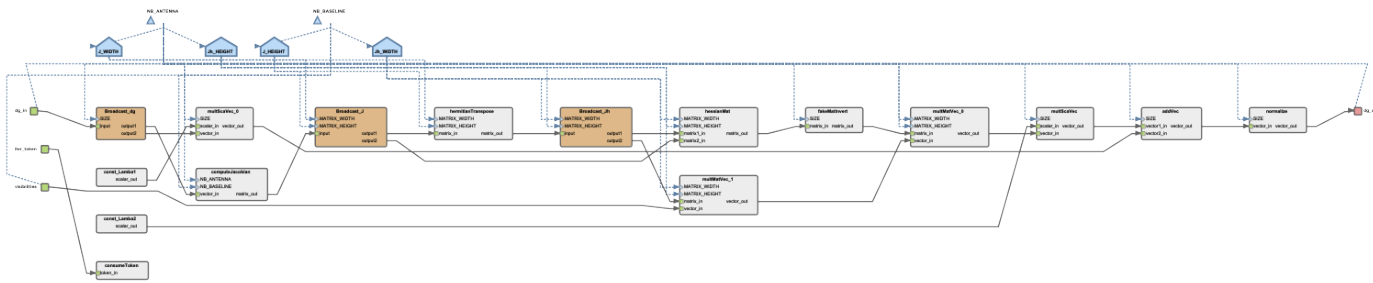 NB_ANTENNA
NB_BASELINE
J_WIDTH
Jh_HEIGHT
J_HEIGHT
Jh_WIDTH
dg_in
Broadcast_dg
SIZE
input
output1
output2
multScaVec_0
SIZE
scalar_in vector_out
vector_in
Broadcast_J
MATRIX_WIDTH
MATRIX_HEIGHT
input
output1
output2
hermitianTranspose
MATRIX_WIDTH
MATRIX_HEIGHT
matrix_in matrix_out
Broadcast_Jh
MATRIX_WIDTH
MATRIX_HEIGHT
input
output1
output2
hessianMat
MATRIX_WIDTH
MATRIX_HEIGHT
matrix1_in matrix_out
matrix2_in
fakeMatInvert
SIZE
matrix_in matrix_out
multMatVec_0
MATRIX_WIDTH
MATRIX_HEIGHT
matrix_in vector_out
vector_in
multScaVec
SIZE
scalar_in vector_out
vector_in
addVec
SIZE
vector1_in vector_out
vector2_in
normalize
SIZE
vector_in vector_out
iter_token
const_Lamba1
scalar_out
computeJacobian
NB_ANTENNA
NB_BASELINE
vector_in matrix_out
multMatVec_1
MATRIX_WIDTH
MATRIX_HEIGHT
matrix_in vector_out
vector_in
visibilities
const_Lamba2
scalar_out
consumeToken
token_in